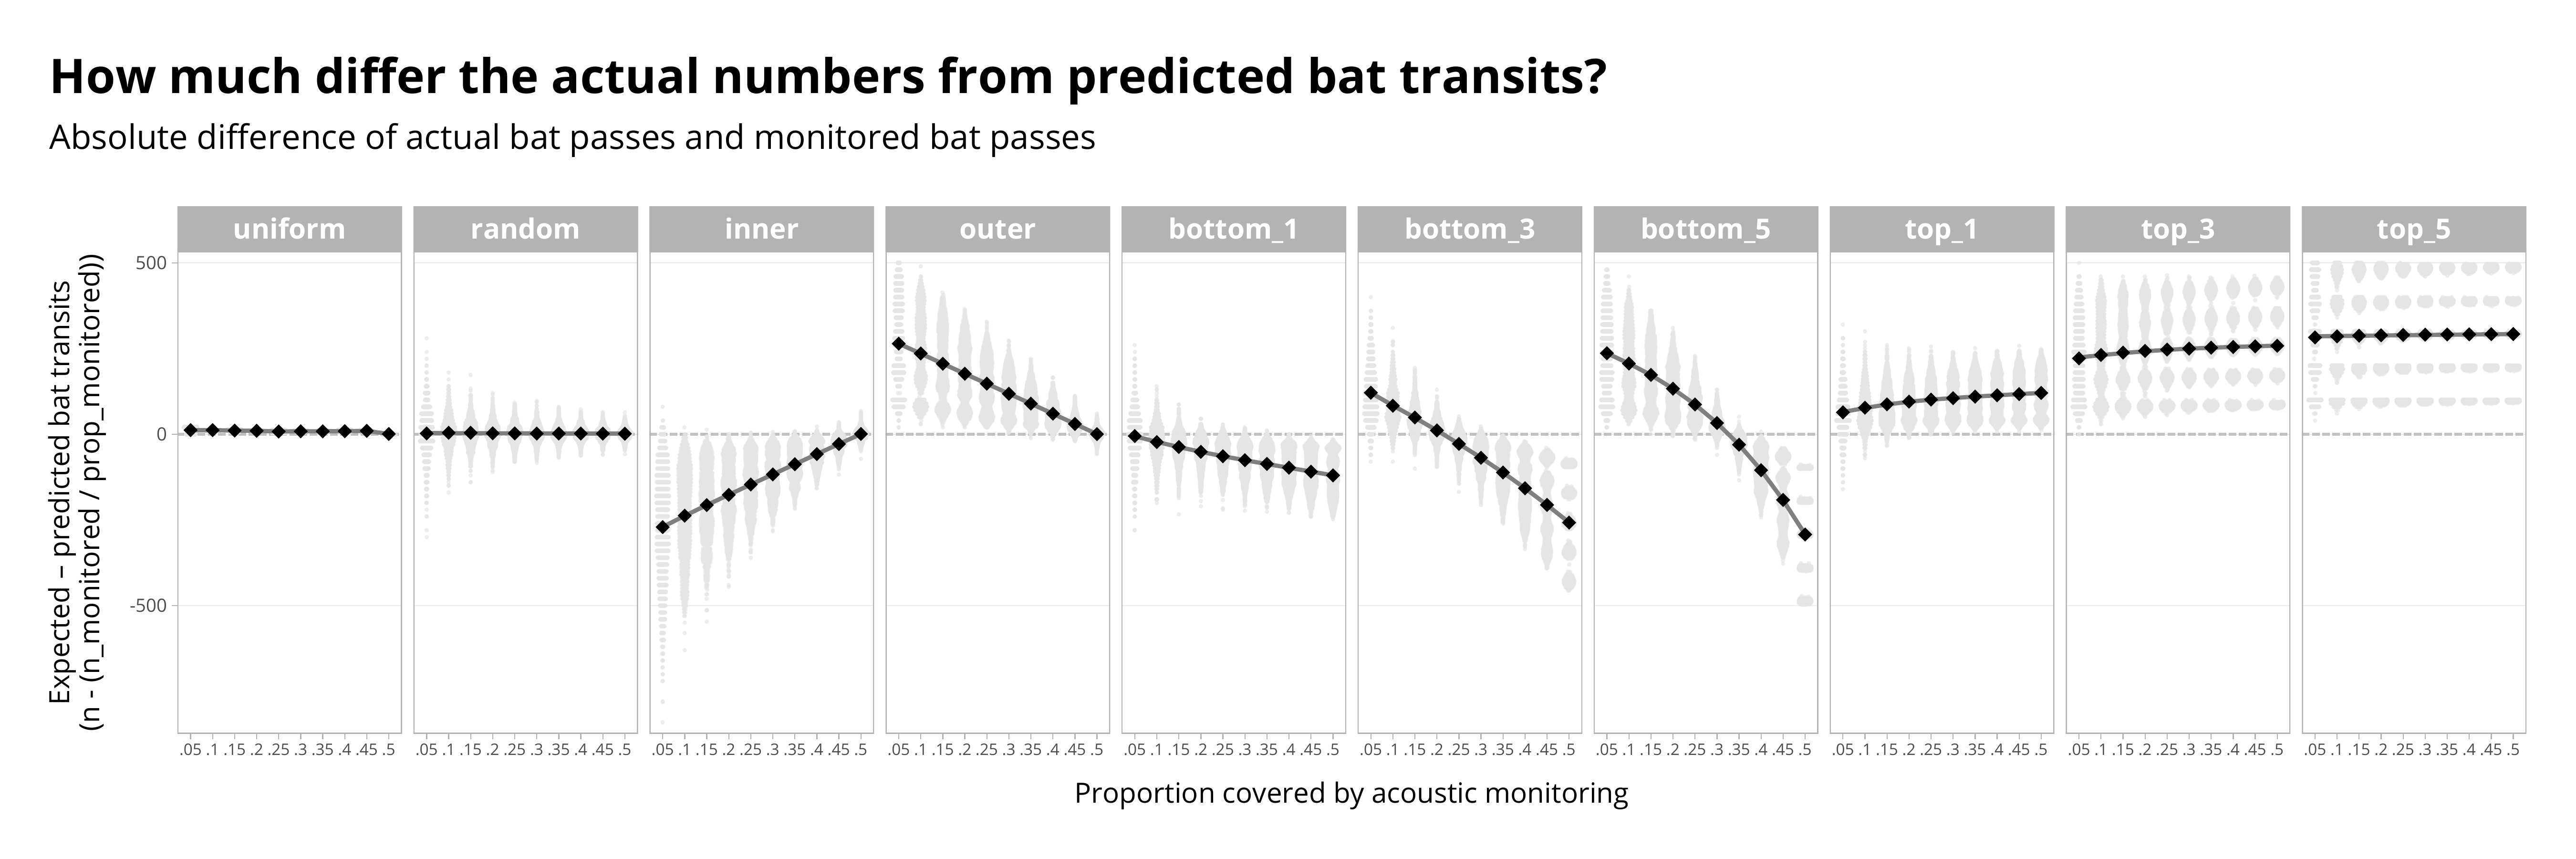 How much differ the actual numbers from predicted bat transits?
Absolute difference of actual bat passes and monitored bat passes
uniform random inner outer bottom_1 bottom_3 bottom_5 top_1 top_3 top_5
Expected – predicted bat transits
(n - (n_monitored / prop_monitored))
500
0
-500
.05 .1 .15 .2 .25 .3 .35 .4 .45 .5 .05 .1 .15 .2 .25 .3 .35 .4 .45 .5 .05 .1 .15 .2 .25 .3 .35 .4 .45 .5 .05 .1 .15 .2 .25 .3 .35 .4 .45 .5 .05 .1 .15 .2 .25 .3 .35 .4 .45 .5 .05 .1 .15 .2 .25 .3 .35 .4 .45 .5 .05 .1 .15 .2 .25 .3 .35 .4 .45 .5 .05 .1 .15 .2 .25 .3 .35 .4 .45 .5 .05 .1 .15 .2 .25 .3 .35 .4 .45 .5 .05 .1 .15 .2 .25 .3 .35 .4 .45 .5
Proportion covered by acoustic monitoring